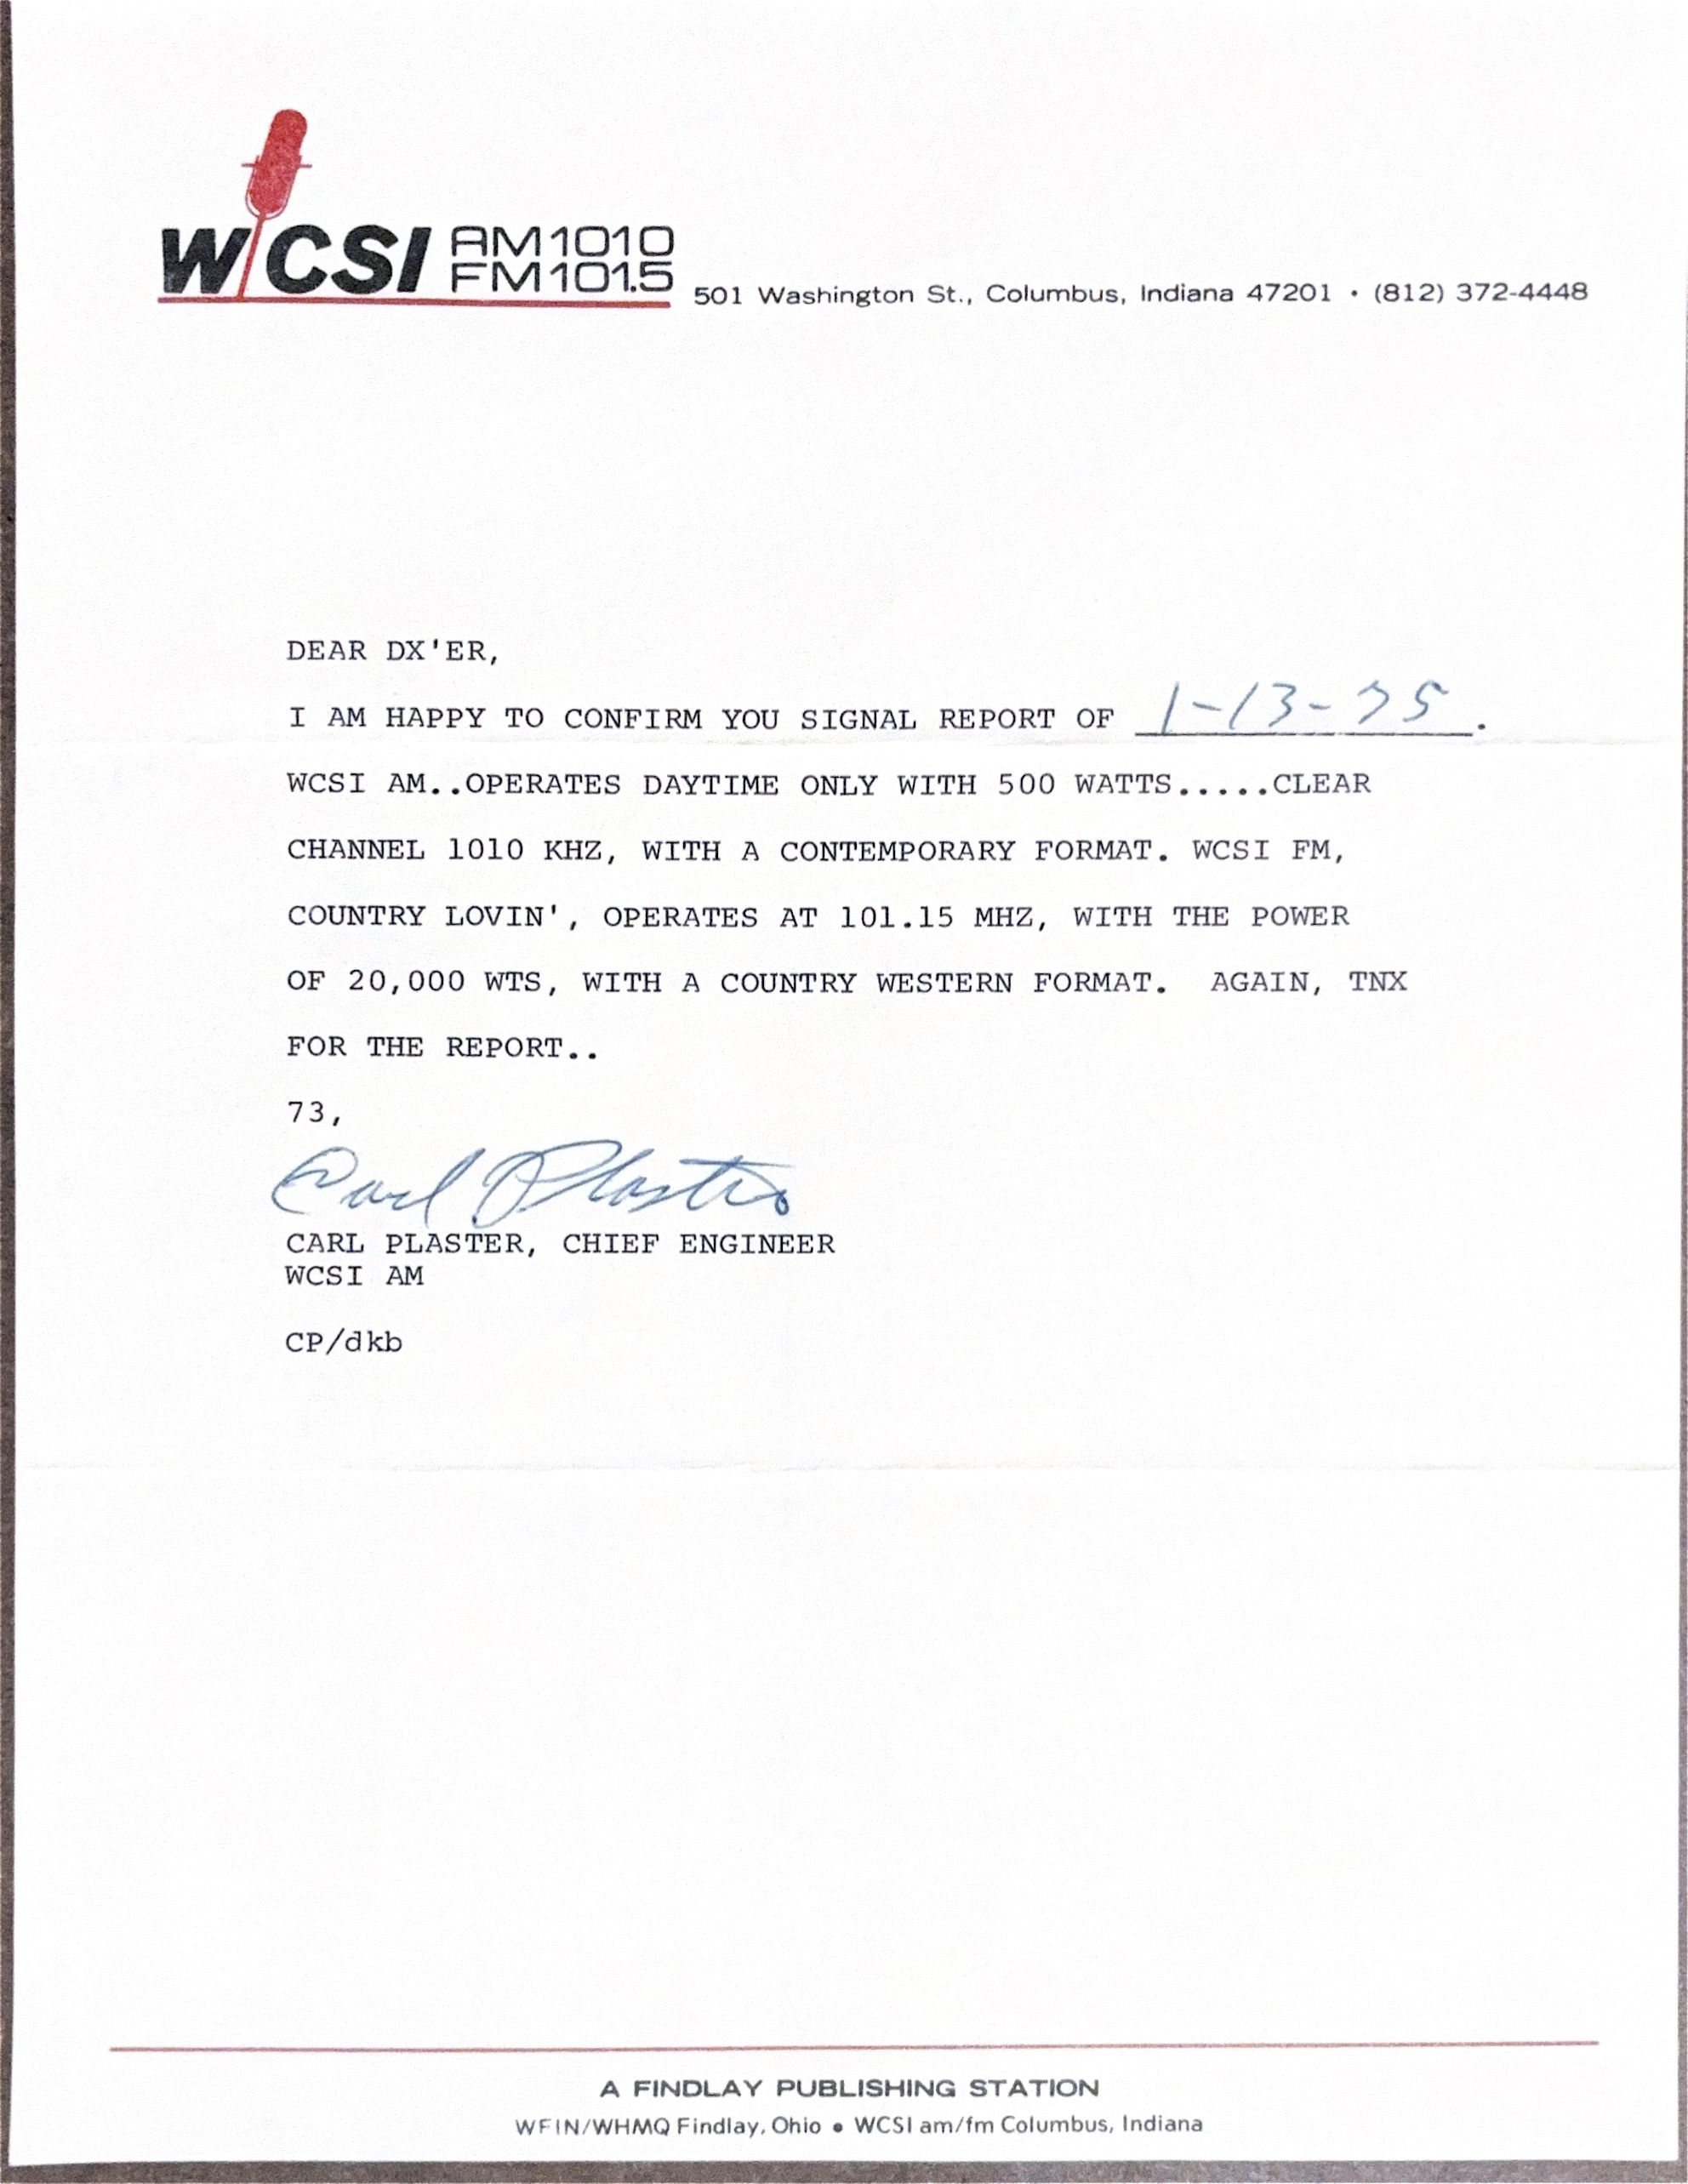 WCSI AM 1010
FM 101.5
501 Washington St., Columbus, Indiana 47201 • (812) 372-4448
DEAR DX'ER,
I AM HAPPY TO CONFIRM YOU SIGNAL REPORT OF 1-13-75.
WCSI AM..OPERATES DAYTIME ONLY WITH 500 WATTS.....CLEAR
CHANNEL 1010 KHZ, WITH A CONTEMPORARY FORMAT. WCSI FM,
COUNTRY LOVIN', OPERATES AT 101.15 MHZ, WITH THE POWER
OF 20,000 WTS, WITH A COUNTRY WESTERN FORMAT. AGAIN, TNX
FOR THE REPORT..
73,
Carl Plaster
CARL PLASTER, CHIEF ENGINEER
WCSI AM
CP/dkb
A FINDLAY PUBLISHING STATION
WFIN/WHMQ Findlay, Ohio • WCSI am/fm Columbus, Indiana